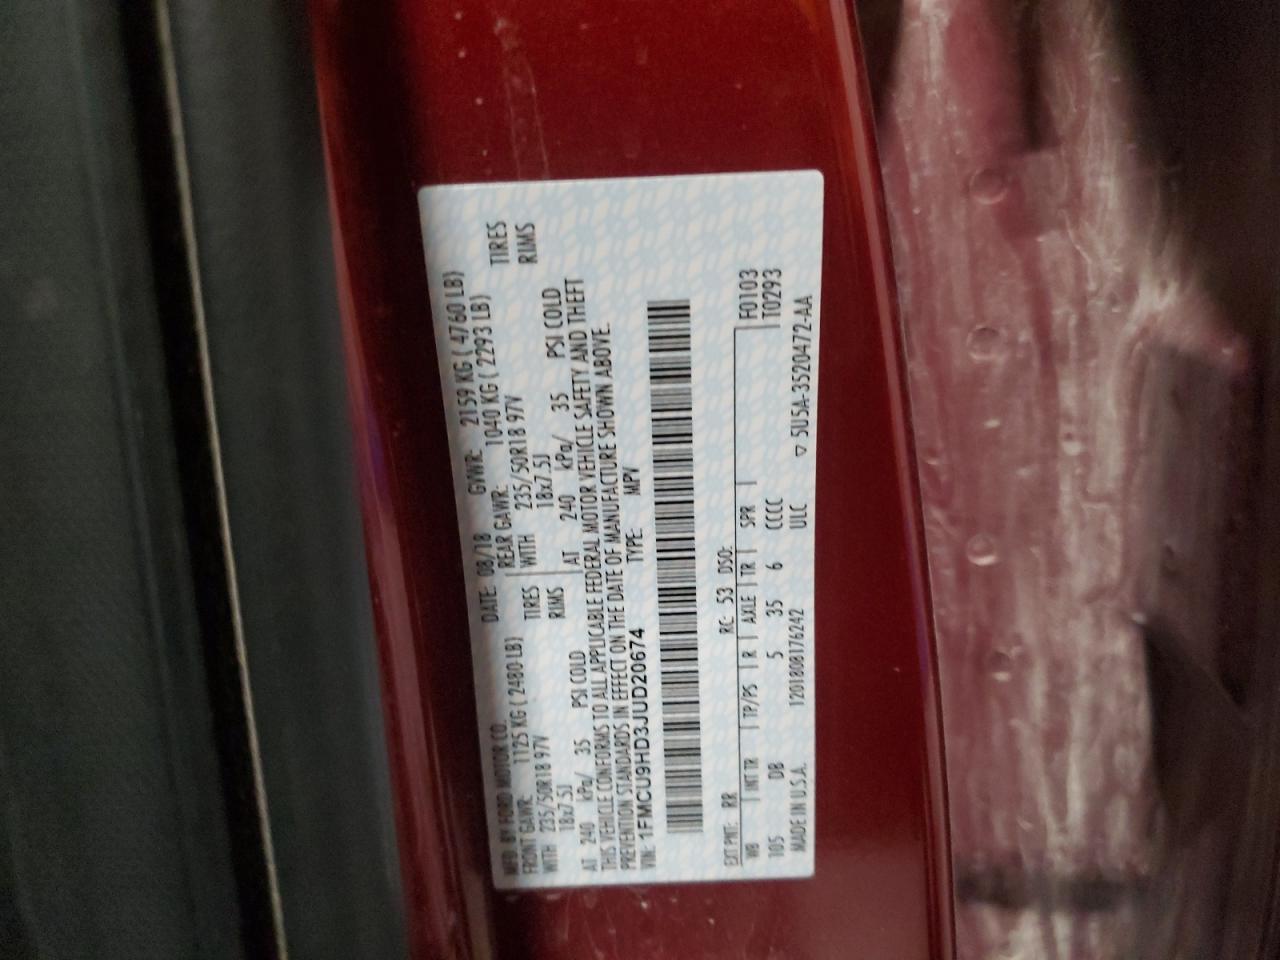 MFD. BY FORD MOTOR CO.
DATE: 08/18 GVWR: 2159 KG ( 4760 LB)
FRONT GAWR: 1125 KG ( 2480 LB) REAR GAWR: 1040 KG ( 2293 LB)
WITH 235/50R18 97V TIRES WITH 235/50R18 97V TIRES
18x7.5J RIMS 18x7.5J RIMS
AT 240 kPa/ 35 PSI COLD AT 240 kPa/ 35 PSI COLD
THIS VEHICLE CONFORMS TO ALL APPLICABLE FEDERAL MOTOR VEHICLE SAFETY AND THEFT
PREVENTION STANDARDS IN EFFECT ON THE DATE OF MANUFACTURE SHOWN ABOVE.
VIN: 1FMCU9HD3JUD20674 TYPE: MPV
EXT PNT: RR RC: 53 DSO: F0103
WB INT TR TP/PS R AXLE TR SPR T0293
105 DB 5 35 6 CCCC
MADE IN U.S.A. 1201808176242 ULC ▽ 5U5A-3520472-AA